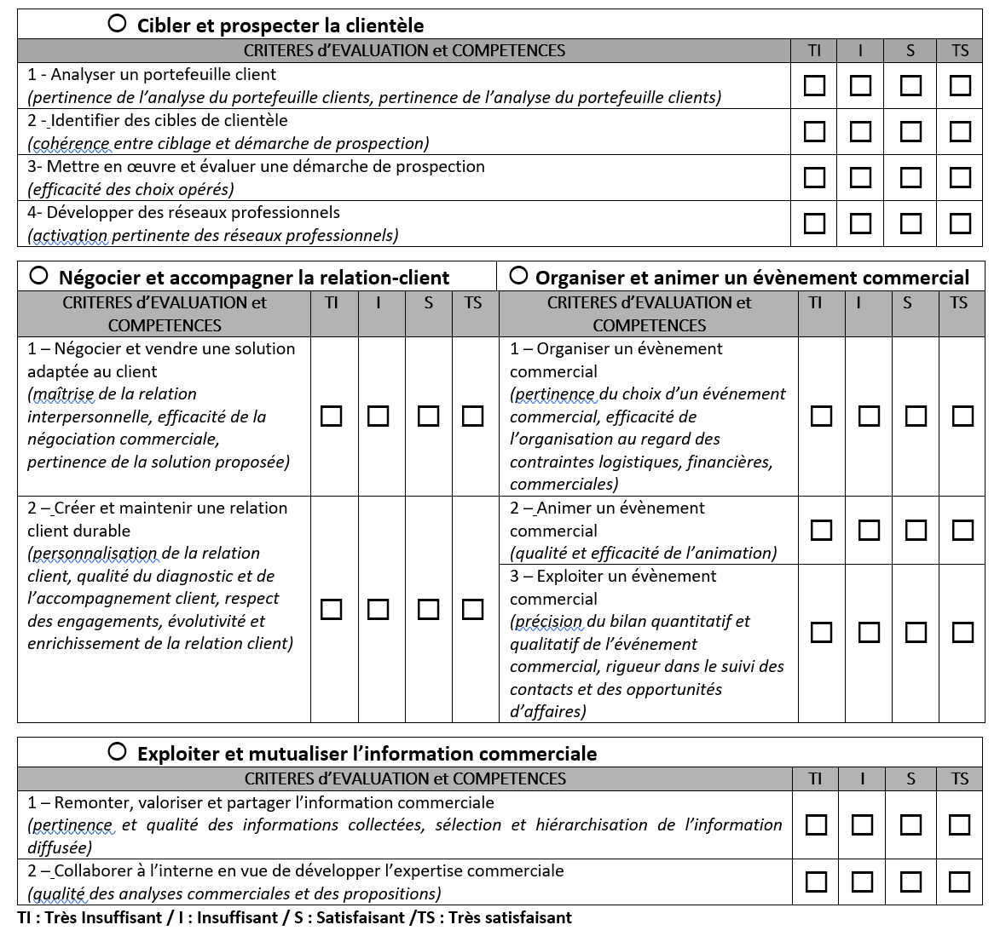 Cibler et prospecter la clientèle
CRITERES d’EVALUATION et COMPETENCES TI I S TS
1 - Analyser un portefeuille client
(pertinence de l’analyse du portefeuille clients, pertinence de l’analyse du portefeuille clients)
2 - Identifier des cibles de clientèle
(cohérence entre ciblage et démarche de prospection)
3- Mettre en œuvre et évaluer une démarche de prospection
(efficacité des choix opérés)
4- Développer des réseaux professionnels
(activation pertinente des réseaux professionnels)
Négocier et accompagner la relation-client
CRITERES d’EVALUATION et TI I S TS
COMPETENCES
1 – Négocier et vendre une solution
adaptée au client
(maîtrise de la relation
interpersonnelle, efficacité de la
négociation commerciale,
pertinence de la solution proposée)
2 – Créer et maintenir une relation
client durable
(personnalisation de la relation
client, qualité du diagnostic et de
l’accompagnement client, respect
des engagements, évolutivité et
enrichissement de la relation client)
Organiser et animer un évènement commercial
CRITERES d’EVALUATION et TI I S TS
COMPETENCES
1 – Organiser un évènement
commercial
(pertinence du choix d’un événement
commercial, efficacité de
l’organisation au regard des
contraintes logistiques, financières,
commerciales)
2 – Animer un évènement
commercial
(qualité et efficacité de l’animation)
3 – Exploiter un évènement
commercial
(précision du bilan quantitatif et
qualitatif de l’événement
commercial, rigueur dans le suivi des
contacts et des opportunités
d’affaires)
Exploiter et mutualiser l’information commerciale
CRITERES d’EVALUATION et COMPETENCES TI I S TS
1 – Remonter, valoriser et partager l’information commerciale
(pertinence et qualité des informations collectées, sélection et hiérarchisation de l’information
diffusée)
2 – Collaborer à l’interne en vue de développer l’expertise commerciale
(qualité des analyses commerciales et des propositions)
TI : Très Insuffisant / I : Insuffisant / S : Satisfaisant /TS : Très satisfaisant